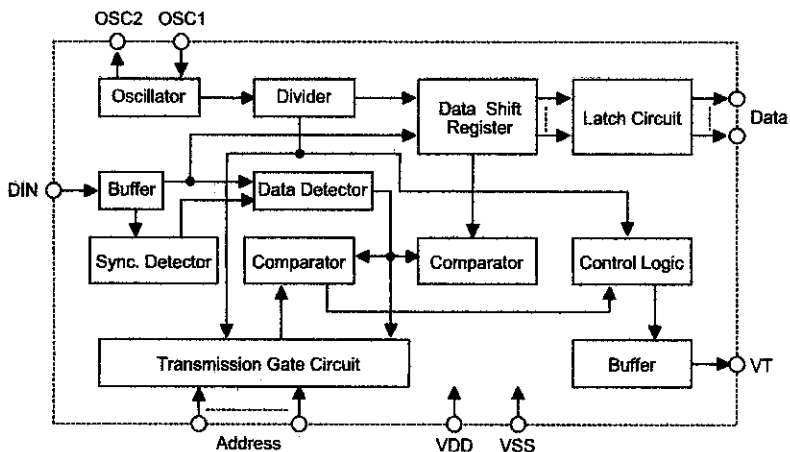 OSC2 OSC1
Oscillator
Divider
Data Shift
Register
Latch Circuit
Data
DIN
Buffer
Data Detector
Sync. Detector
Comparator
Comparator
Control Logic
Transmission Gate Circuit
Buffer
VT
Address
VDD
VSS